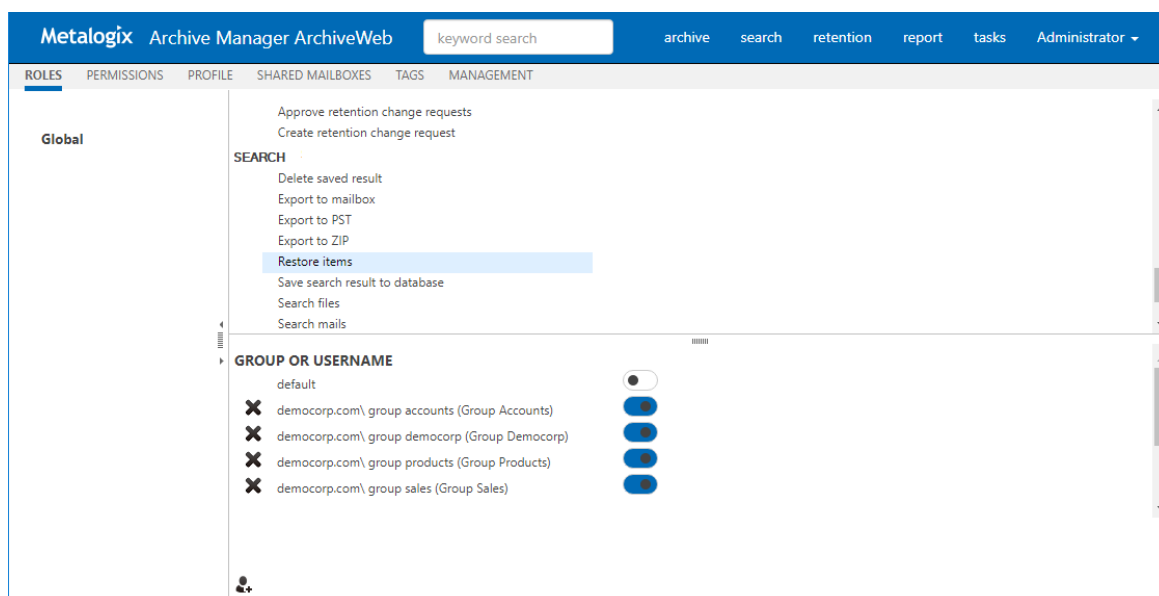 Metalogix Archive Manager ArchiveWeb keyword search archive search retention report tasks Administrator
ROLES PERMISSIONS PROFILE SHARED MAILBOXES TAGS MANAGEMENT
Global
Approve retention change requests
Create retention change request
SEARCH
Delete saved result
Export to mailbox
Export to PST
Export to ZIP
Restore items
Save search result to database
Search files
Search mails
GROUP OR USERNAME
default
democorp.com\ group accounts (Group Accounts)
democorp.com\ group democorp (Group Democorp)
democorp.com\ group products (Group Products)
democorp.com\ group sales (Group Sales)